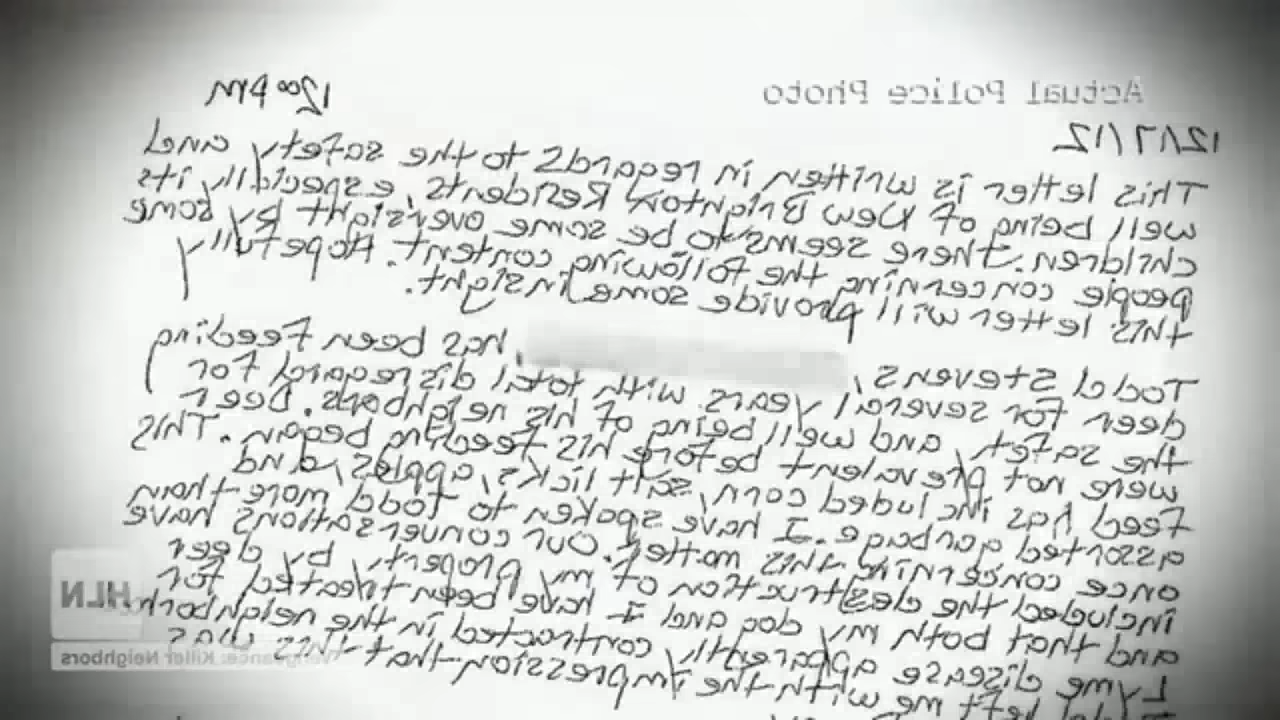 Actual Police Photo
12/7/12 12:00 PM
This letter is written in regards to the safety and
well being of New Brighton Residents, especially its
children. There seems to be some oversight by some
people concerning the following content. Hopefully
this letter will provide some insight.
Todd Stevens, has been feeding
deer for several years with total disregard for
the safety and well being of his neighbors. Deer
were not prevalent before his feeding began. This
feed has included corn, salt licks, apples, and
assorted garbage. I have spoken to Todd more than
once concerning this matter. Our conversations have
included the destruction of my property by deer
and that both my dog and I have been treated for
Lyme disease apparently contracted in the neighborh.
left me with the impression that this was
HLN
Vengeance: Killer Neighbors